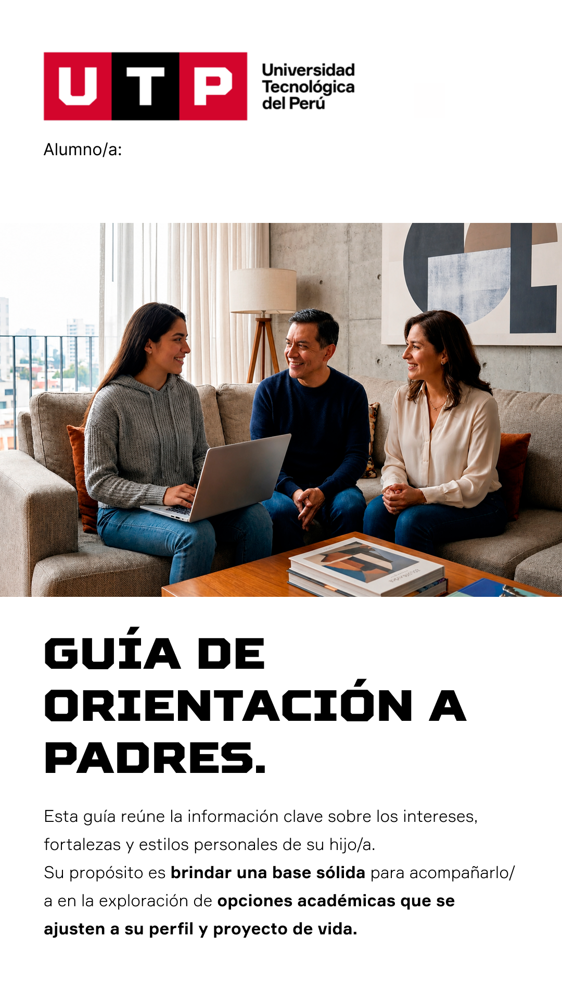 UTP
Universidad
Tecnológica
del Perú
Alumno/a:
GUÍA DE
ORIENTACIÓN A
PADRES.
Esta guía reúne la información clave sobre los intereses,
fortalezas y estilos personales de su hijo/a.
Su propósito es brindar una base sólida para acompañarlo/
a en la exploración de opciones académicas que se
ajusten a su perfil y proyecto de vida.